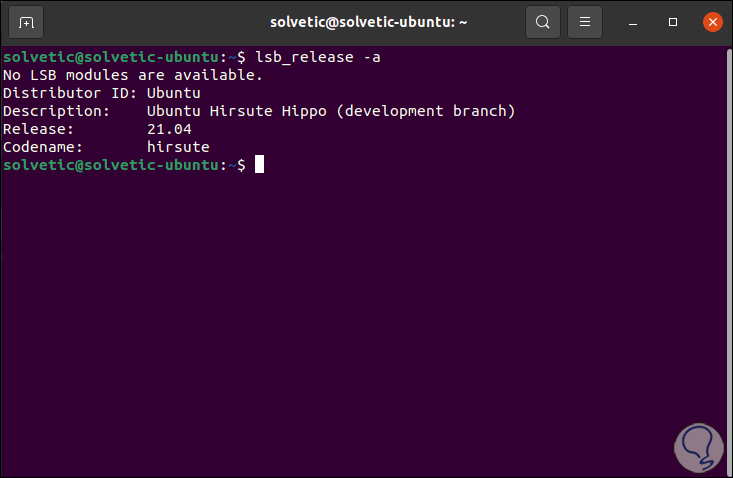 solvetic@solvetic-ubuntu: ~
solvetic@solvetic-ubuntu:~$ lsb_release -a
No LSB modules are available.
Distributor ID: Ubuntu
Description:    Ubuntu Hirsute Hippo (development branch)
Release:        21.04
Codename:       hirsute
solvetic@solvetic-ubuntu:~$